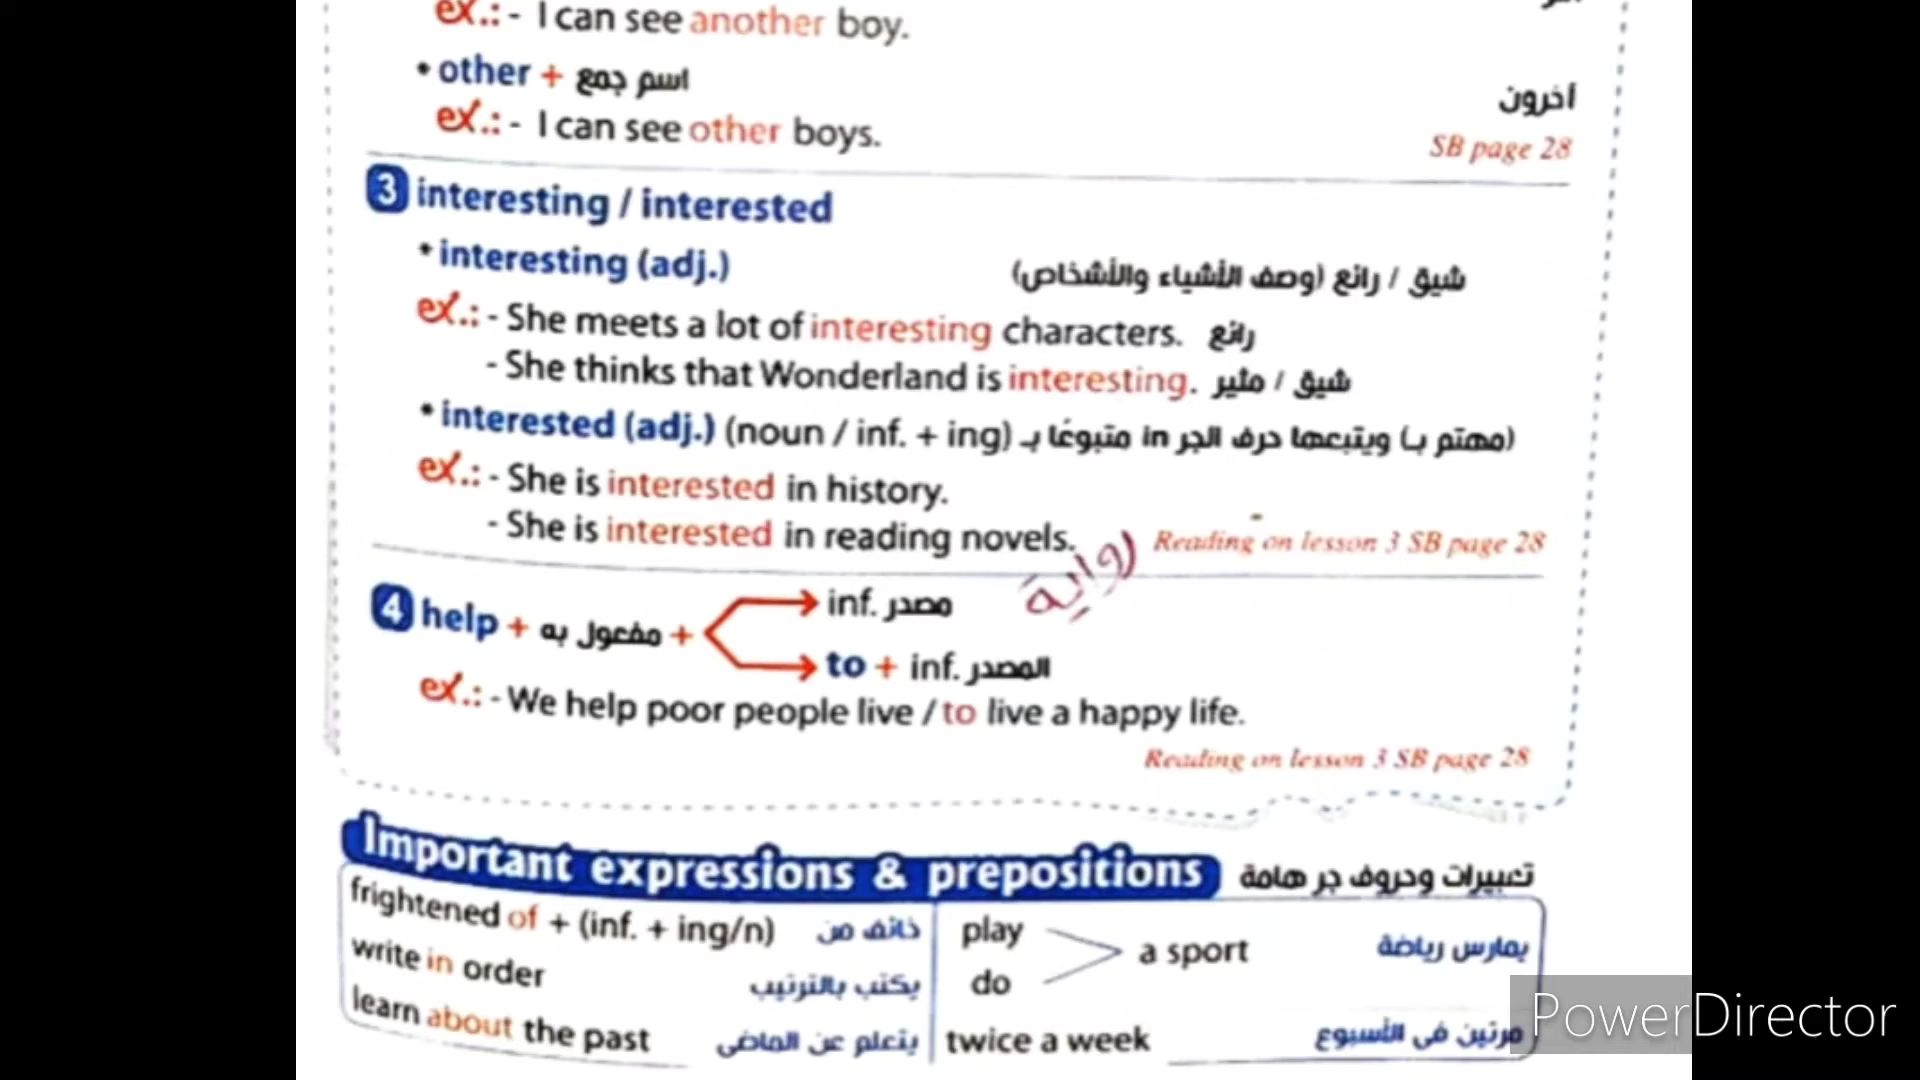 ex.: - I can see another boy.
• other + اسم جمع
أخرون
ex.: - I can see other boys.
SB page 28
3 interesting / interested
* interesting (adj.) شيق / رائع (وصف الأشياء والأشخاص)
ex.: - She meets a lot of interesting characters. رائع
- She thinks that Wonderland is interesting. شيق / مثير
* interested (adj.) (noun / inf. + ing) (مهتم بـ) ويتبعها حرف الجر in متبوعًا بـ
ex.: - She is interested in history.
- She is interested in reading novels.
رواية
Reading on lesson 3 SB page 28
4 help + مفعول به +
inf. مصدر
to + inf. المصدر
ex.: - We help poor people live / to live a happy life.
Reading on lesson 3 SB page 28
Important expressions & prepositions تعبيرات وحروف جر هامة
frightened of + (inf. + ing/n) خائف من
write in order يكتب بالترتيب
learn about the past يتعلم عن الماضى
play
do
a sport يمارس رياضة
twice a week مرتين فى الأسبوع
PowerDirector